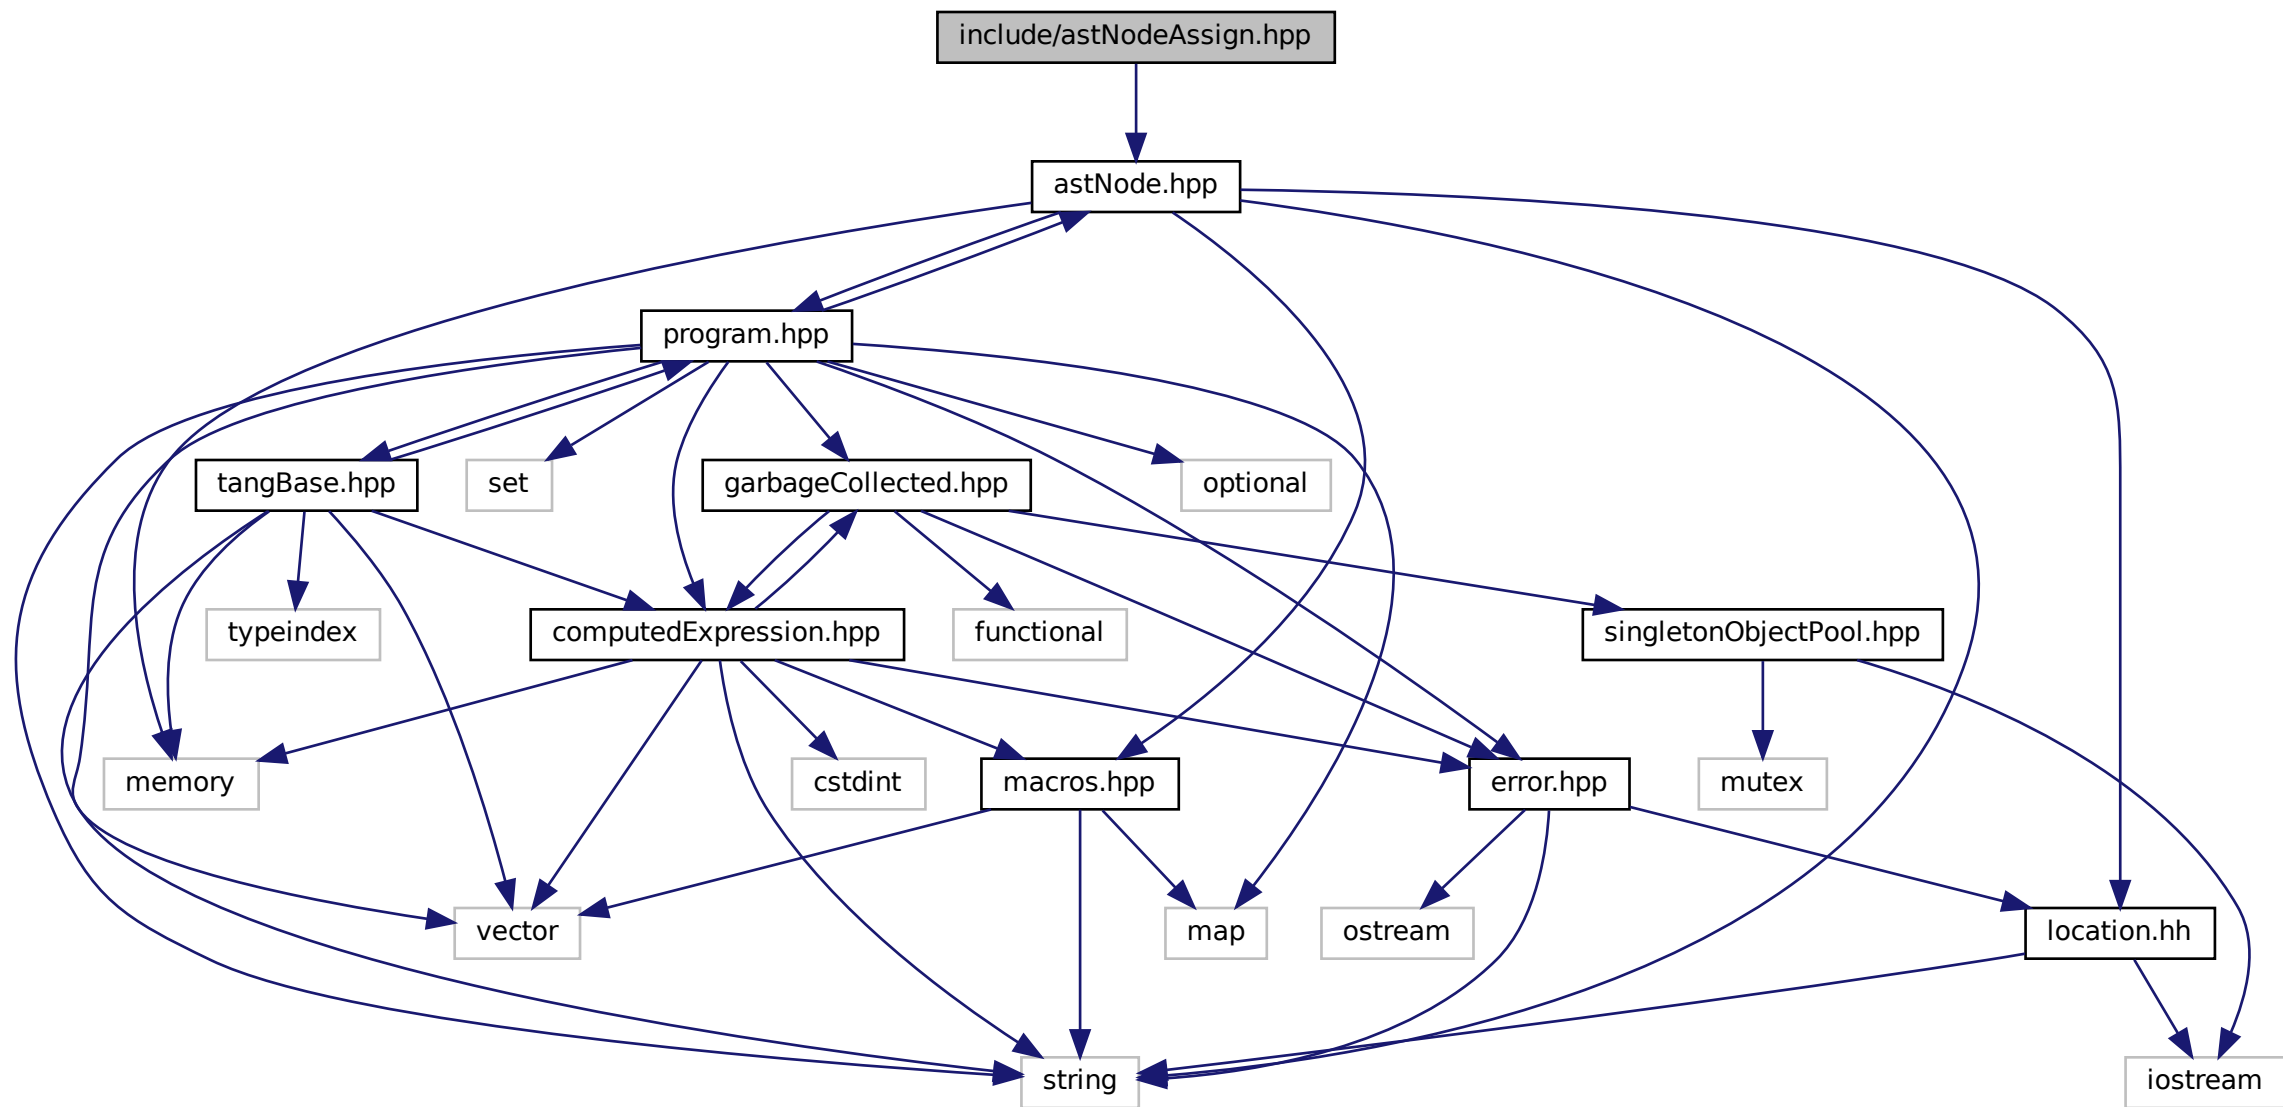 include/astNodeAssign.hpp
astNode.hpp
program.hpp
tangBase.hpp
set
garbageCollected.hpp
optional
typeindex
computedExpression.hpp
functional
singletonObjectPool.hpp
memory
cstdint
macros.hpp
error.hpp
mutex
vector
map
ostream
location.hh
string
iostream